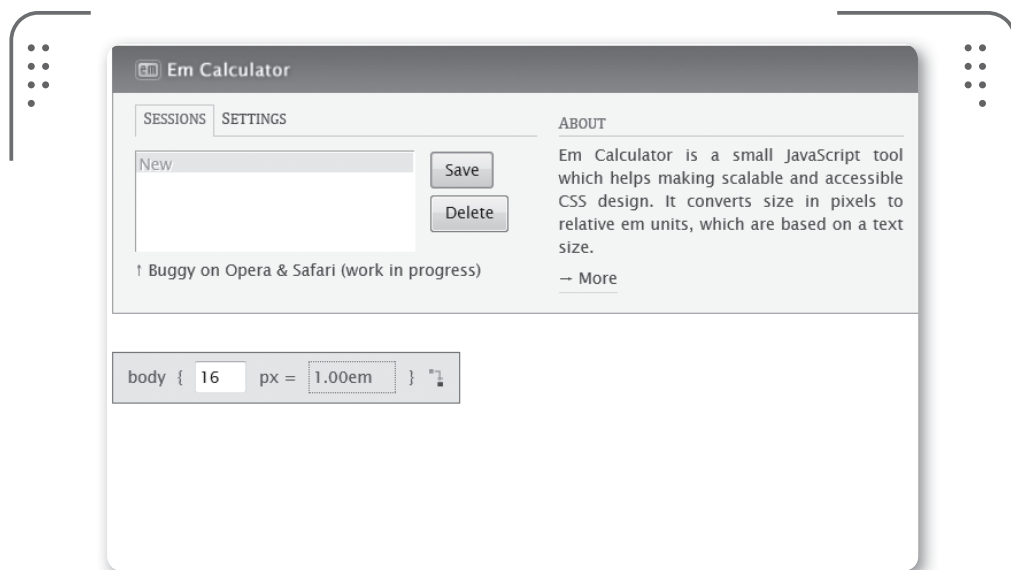 em Em Calculator
SESSIONS SETTINGS
New
Save
Delete
↑ Buggy on Opera & Safari (work in progress)
ABOUT
Em Calculator is a small JavaScript tool
which helps making scalable and accessible
CSS design. It converts size in pixels to
relative em units, which are based on a text
size.
→ More
body { 16 px = 1.00em }